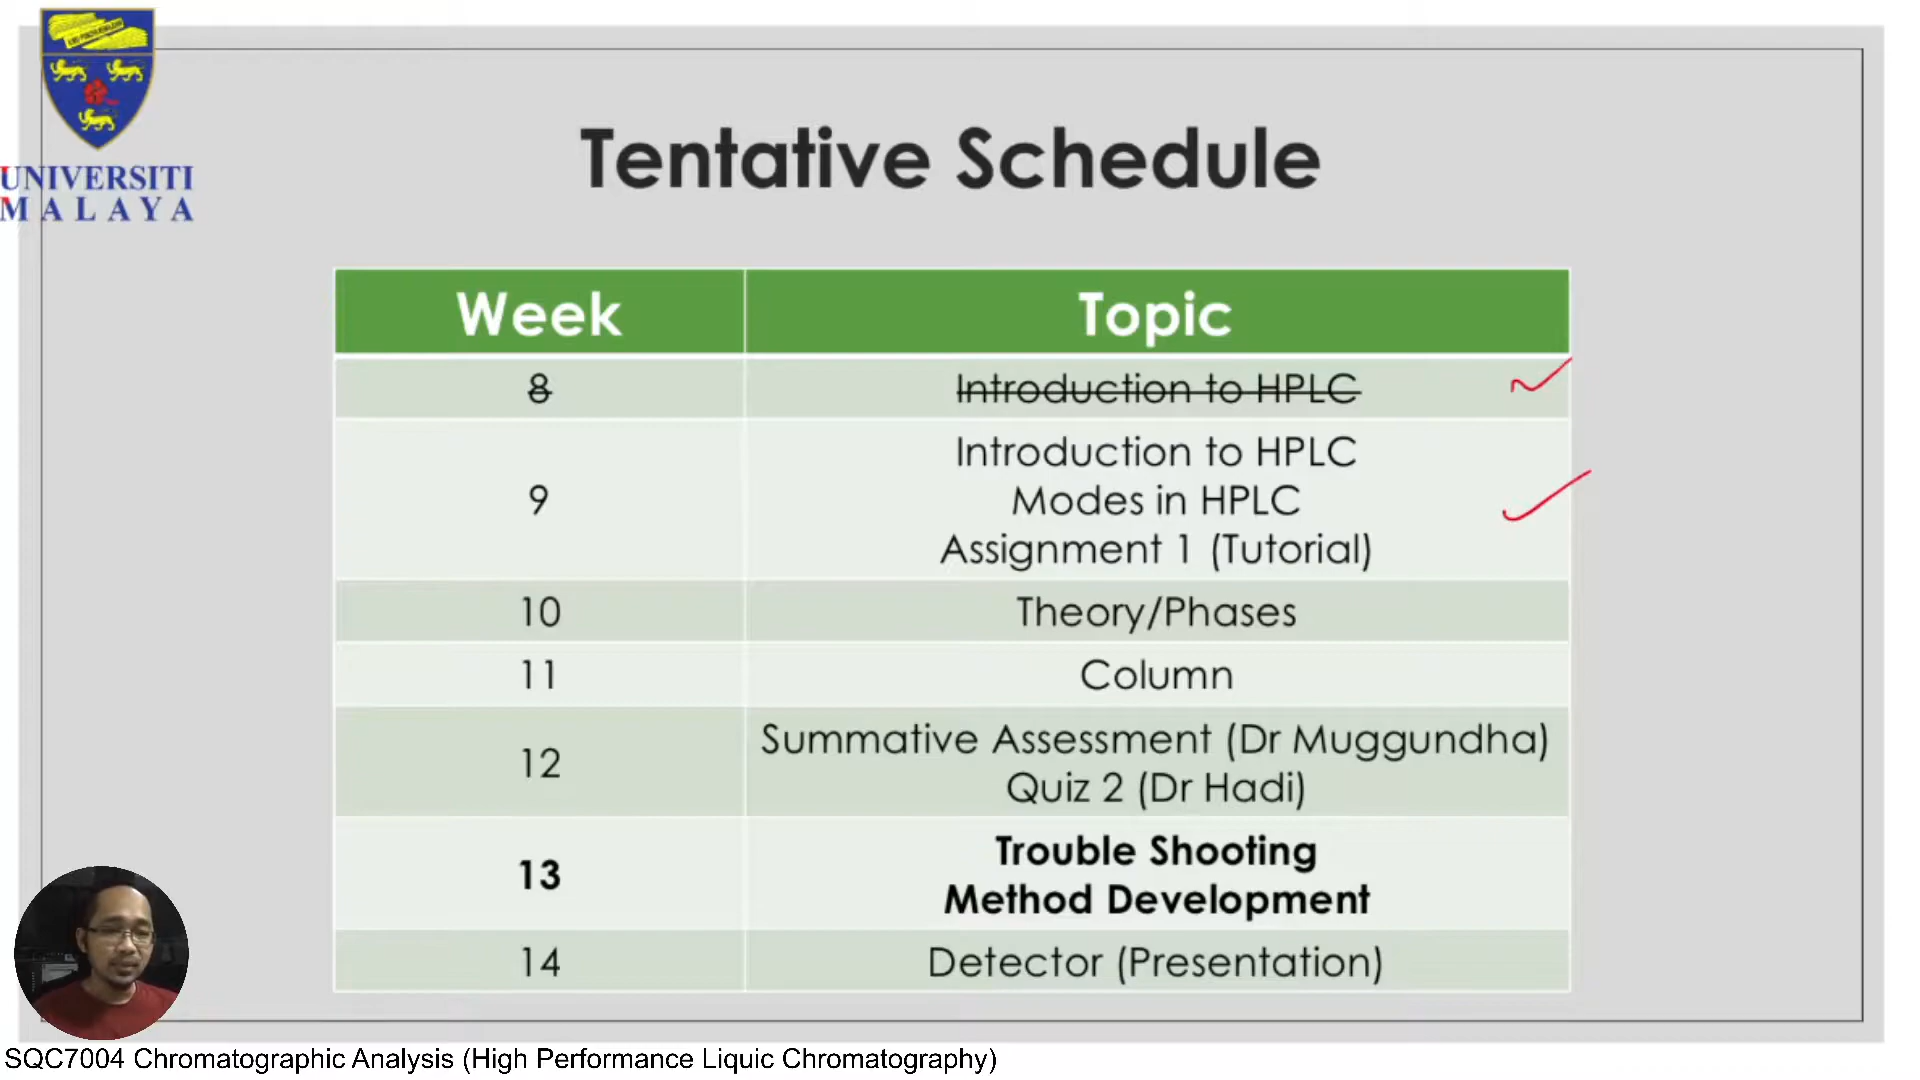 UNIVERSITI
MALAYA
Tentative Schedule
Week Topic
8 Introduction to HPLC
9 Introduction to HPLC
Modes in HPLC
Assignment 1 (Tutorial)
10 Theory/Phases
11 Column
12 Summative Assessment (Dr Muggundha)
Quiz 2 (Dr Hadi)
13 Trouble Shooting
Method Development
14 Detector (Presentation)
SQC7004 Chromatographic Analysis (High Performance Liquic Chromatography)